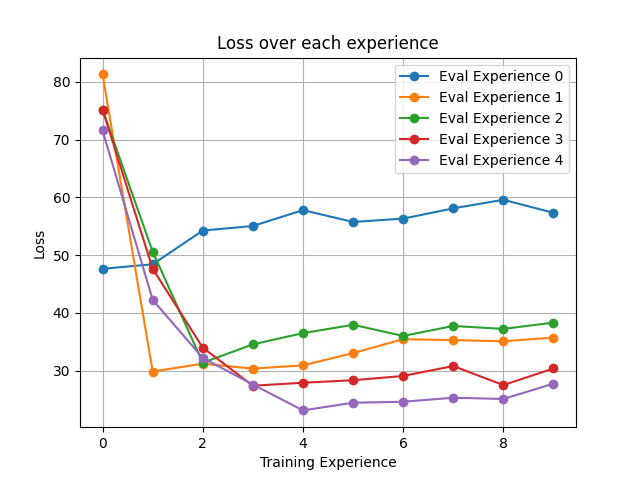 Loss over each experience
Eval Experience 0
Eval Experience 1
Eval Experience 2
Eval Experience 3
Eval Experience 4
80
70
60
50
40
30
Loss
0 2 4 6 8
Training Experience